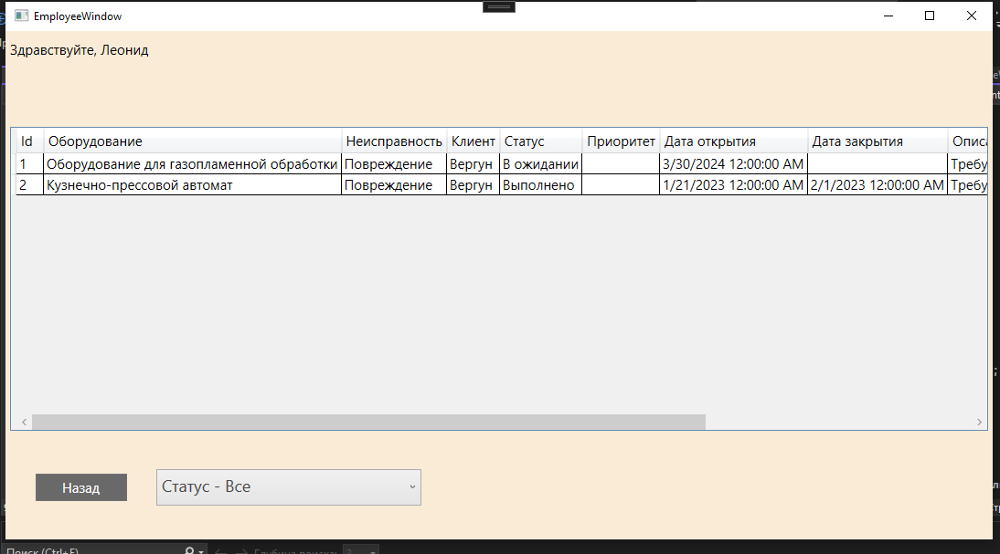 EmployeeWindow
Здравствуйте, Леонид
Id Оборудование Неисправность Клиент Статус Приоритет Дата открытия Дата закрытия Описа
1 Оборудование для газопламенной обработки Повреждение Вергун В ожидании 3/30/2024 12:00:00 AM Требу
2 Кузнечно-прессовой автомат Повреждение Вергун Выполнено 1/21/2023 12:00:00 AM 2/1/2023 12:00:00 AM Требу
Назад Статус - Все
Поиск (Ctrl+E) Глубина поиска: